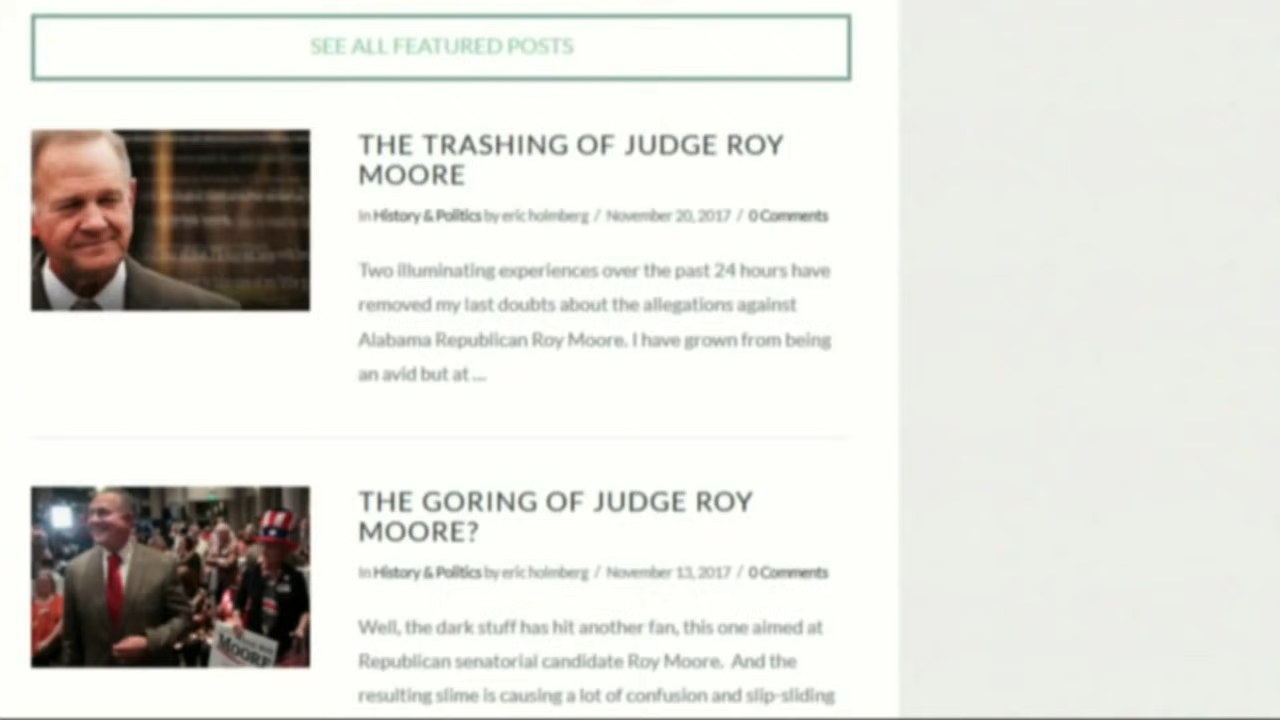 SEE ALL FEATURED POSTS
THE TRASHING OF JUDGE ROY
MOORE
In History & Politics by eric holmberg / November 20, 2017 / 0 Comments
Two illuminating experiences over the past 24 hours have
removed my last doubts about the allegations against
Alabama Republican Roy Moore. I have grown from being
an avid but at ...
THE GORING OF JUDGE ROY
MOORE?
In History & Politics by eric holmberg / November 13, 2017 / 0 Comments
Well, the dark stuff has hit another fan, this one aimed at
Republican senatorial candidate Roy Moore. And the
resulting slime is causing a lot of confusion and slip-sliding
MOORE